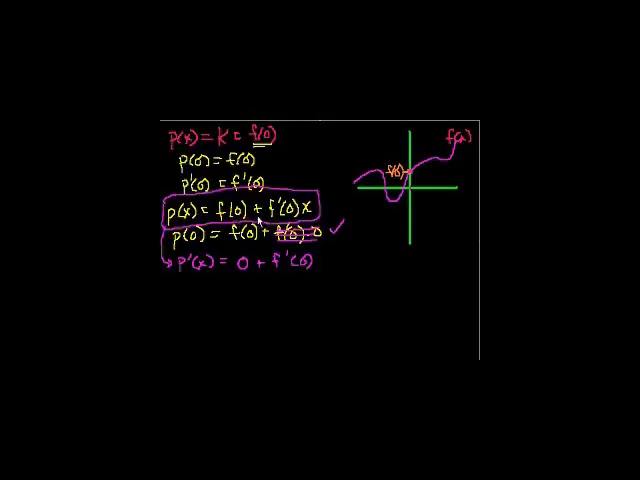 p(x) = K = f(0)
p(0) = f(0)
p'(0) = f'(0)
p(x) = f(0) + f'(0)x
p(0) = f(0) + f'(0)·0 ✓
p'(x) = 0 + f'(0)
f(x)
f(0)